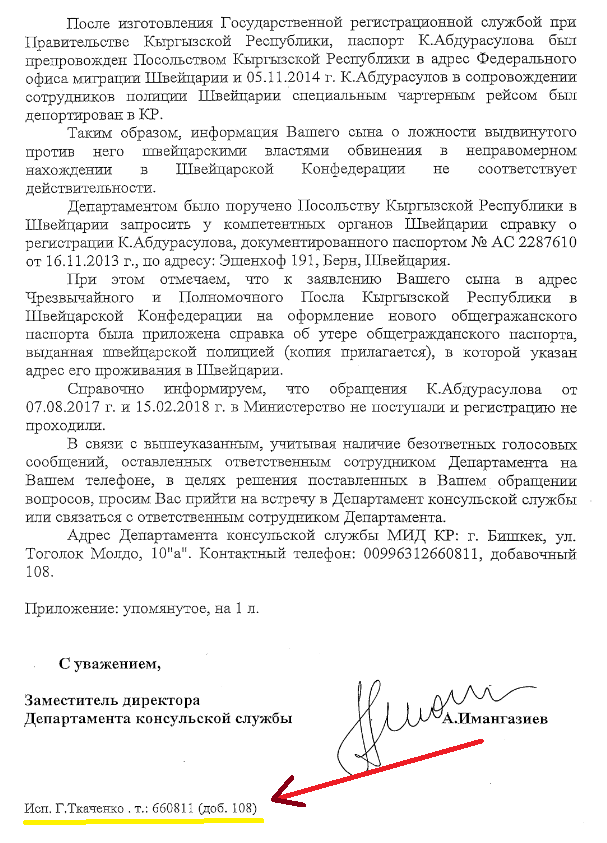 После изготовления Государственной регистрационной службой при
Правительстве Кыргызской Республики, паспорт К.Абдурасулова был
препровожден Посольством Кыргызской Республики в адрес Федерального
офиса миграции Швейцарии и 05.11.2014 г. К.Абдурасулов в сопровождении
сотрудников полиции Швейцарии специальным чартерным рейсом был
депортирован в КР.
Таким образом, информация Вашего сына о ложности выдвинутого
против него швейцарскими властями обвинения в неправомерном
нахождении в Швейцарской Конфедерации не соответствует
действительности.
Департаментом было поручено Посольству Кыргызской Республики в
Швейцарии запросить у компетентных органов Швейцарии справку о
регистрации К.Абдурасулова, документированного паспортом № АС 2287610
от 16.11.2013 г., по адресу: Эшенхоф 191, Берн, Швейцария.
При этом отмечаем, что к заявлению Вашего сына в адрес
Чрезвычайного и Полномочного Посла Кыргызской Республики в
Швейцарской Конфедерации на оформление нового общегражанского
паспорта была приложена справка об утере общегражданского паспорта,
выданная швейцарской полицией (копия прилагается), в которой указан
адрес его проживания в Швейцарии.
Справочно информируем, что обращения К.Абдурасулова от
07.08.2017 г. и 15.02.2018 г. в Министерство не поступали и регистрацию не
проходили.
В связи с вышеуказанным, учитывая наличие безответных голосовых
сообщений, оставленных ответственным сотрудником Департамента на
Вашем телефоне, в целях решения поставленных в Вашем обращении
вопросов, просим Вас прийти на встречу в Департамент консульской службы
или связаться с ответственным сотрудником Департамента.
Адрес Департамента консульской службы МИД КР: г. Бишкек, ул.
Тоголок Молдо, 10"а". Контактный телефон: 00996312660811, добавочный
108.
Приложение: упомянутое, на 1 л.
С уважением,
Заместитель директора
Департамента консульской службы А.Имангазиев
Исп. Г.Ткаченко . т.: 660811 (доб. 108)